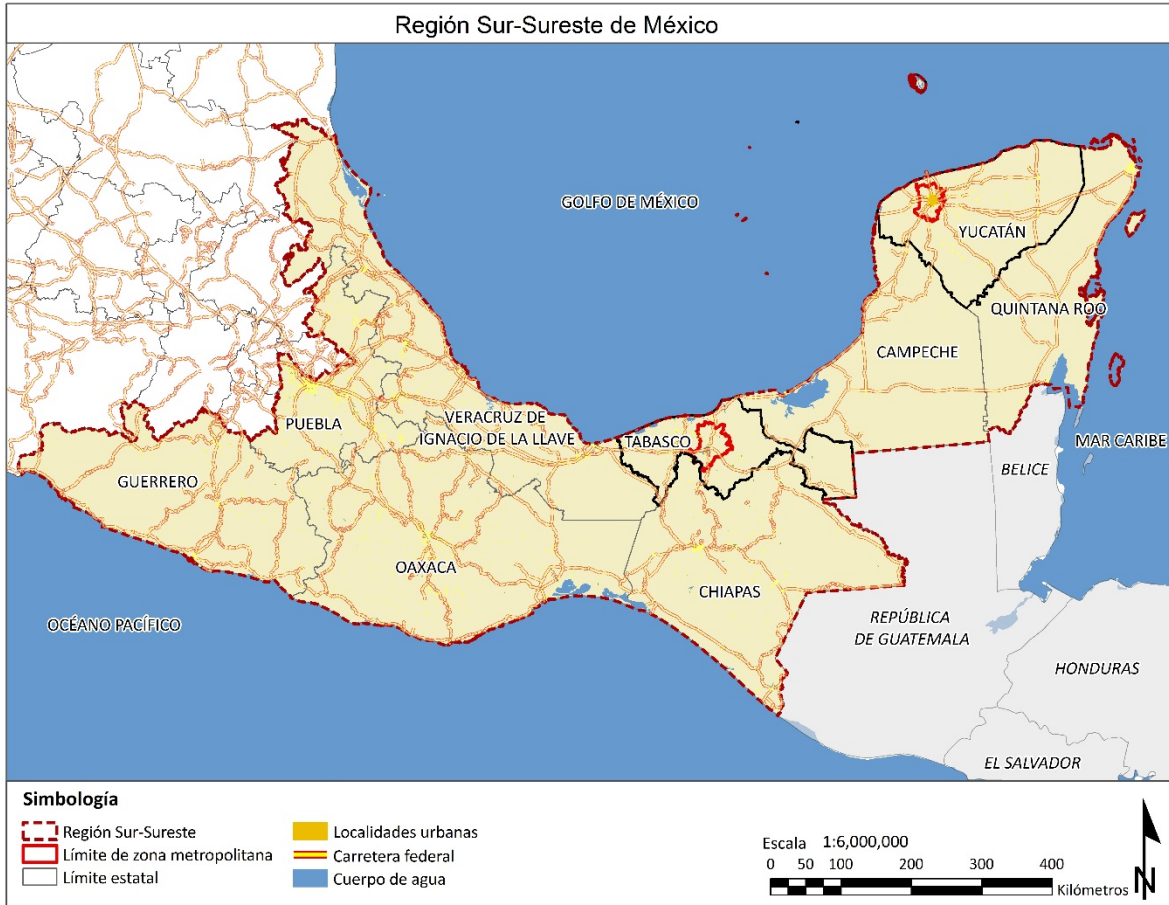 Región Sur-Sureste de México
GOLFO DE MÉXICO
YUCATÁN
QUINTANA ROO
CAMPECHE
PUEBLA
VERACRUZ DE
IGNACIO DE LA LLAVE
TABASCO
MAR CARIBE
BELICE
GUERRERO
OAXACA
CHIAPAS
OCÉANO PACÍFICO
REPÚBLICA
DE GUATEMALA
HONDURAS
EL SALVADOR
Simbología
Región Sur-Sureste
Límite de zona metropolitana
Límite estatal
Localidades urbanas
Carretera federal
Cuerpo de agua
Escala 1:6,000,000
0 50 100 200 300 400
Kilómetros
N